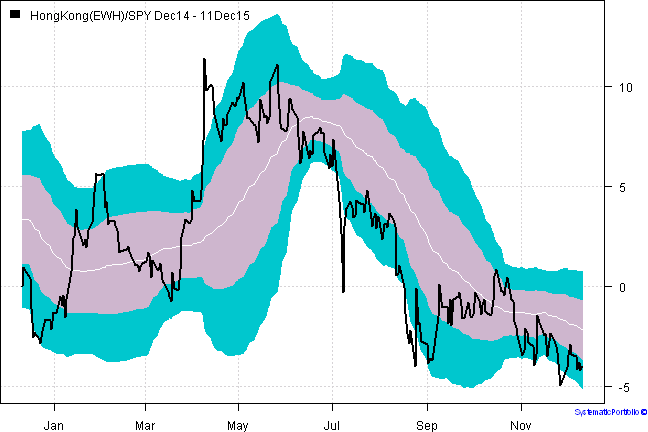 HongKong(EWH)/SPY Dec14 - 11Dec15
10
5
0
-5
Jan Mar May Jul Sep Nov
SystematicPortfolio ©